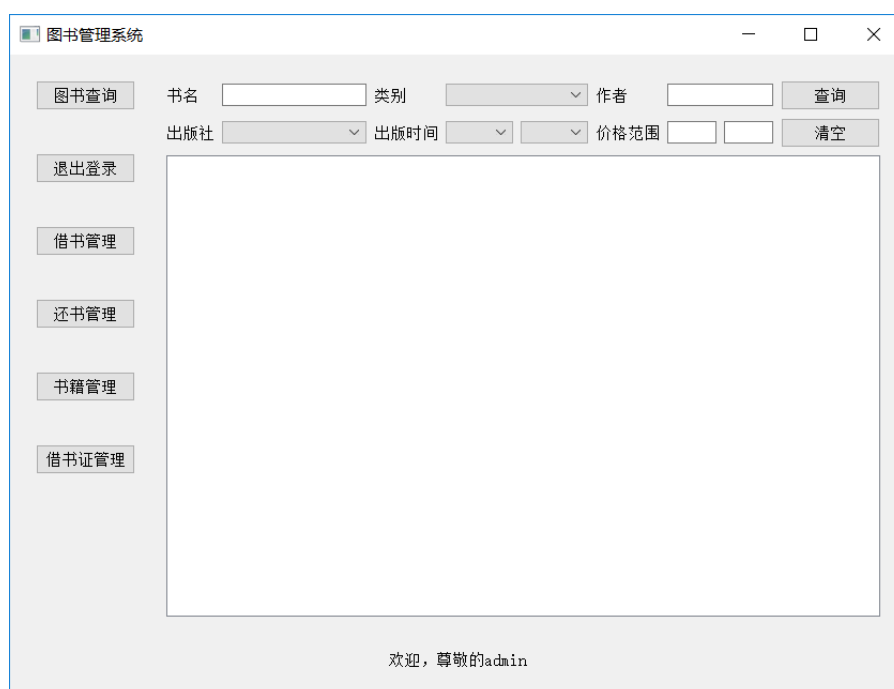 图书管理系统
图书查询 书名 类别 作者 查询
出版社 出版时间 价格范围 清空
退出登录
借书管理
还书管理
书籍管理
借书证管理
欢迎，尊敬的admin